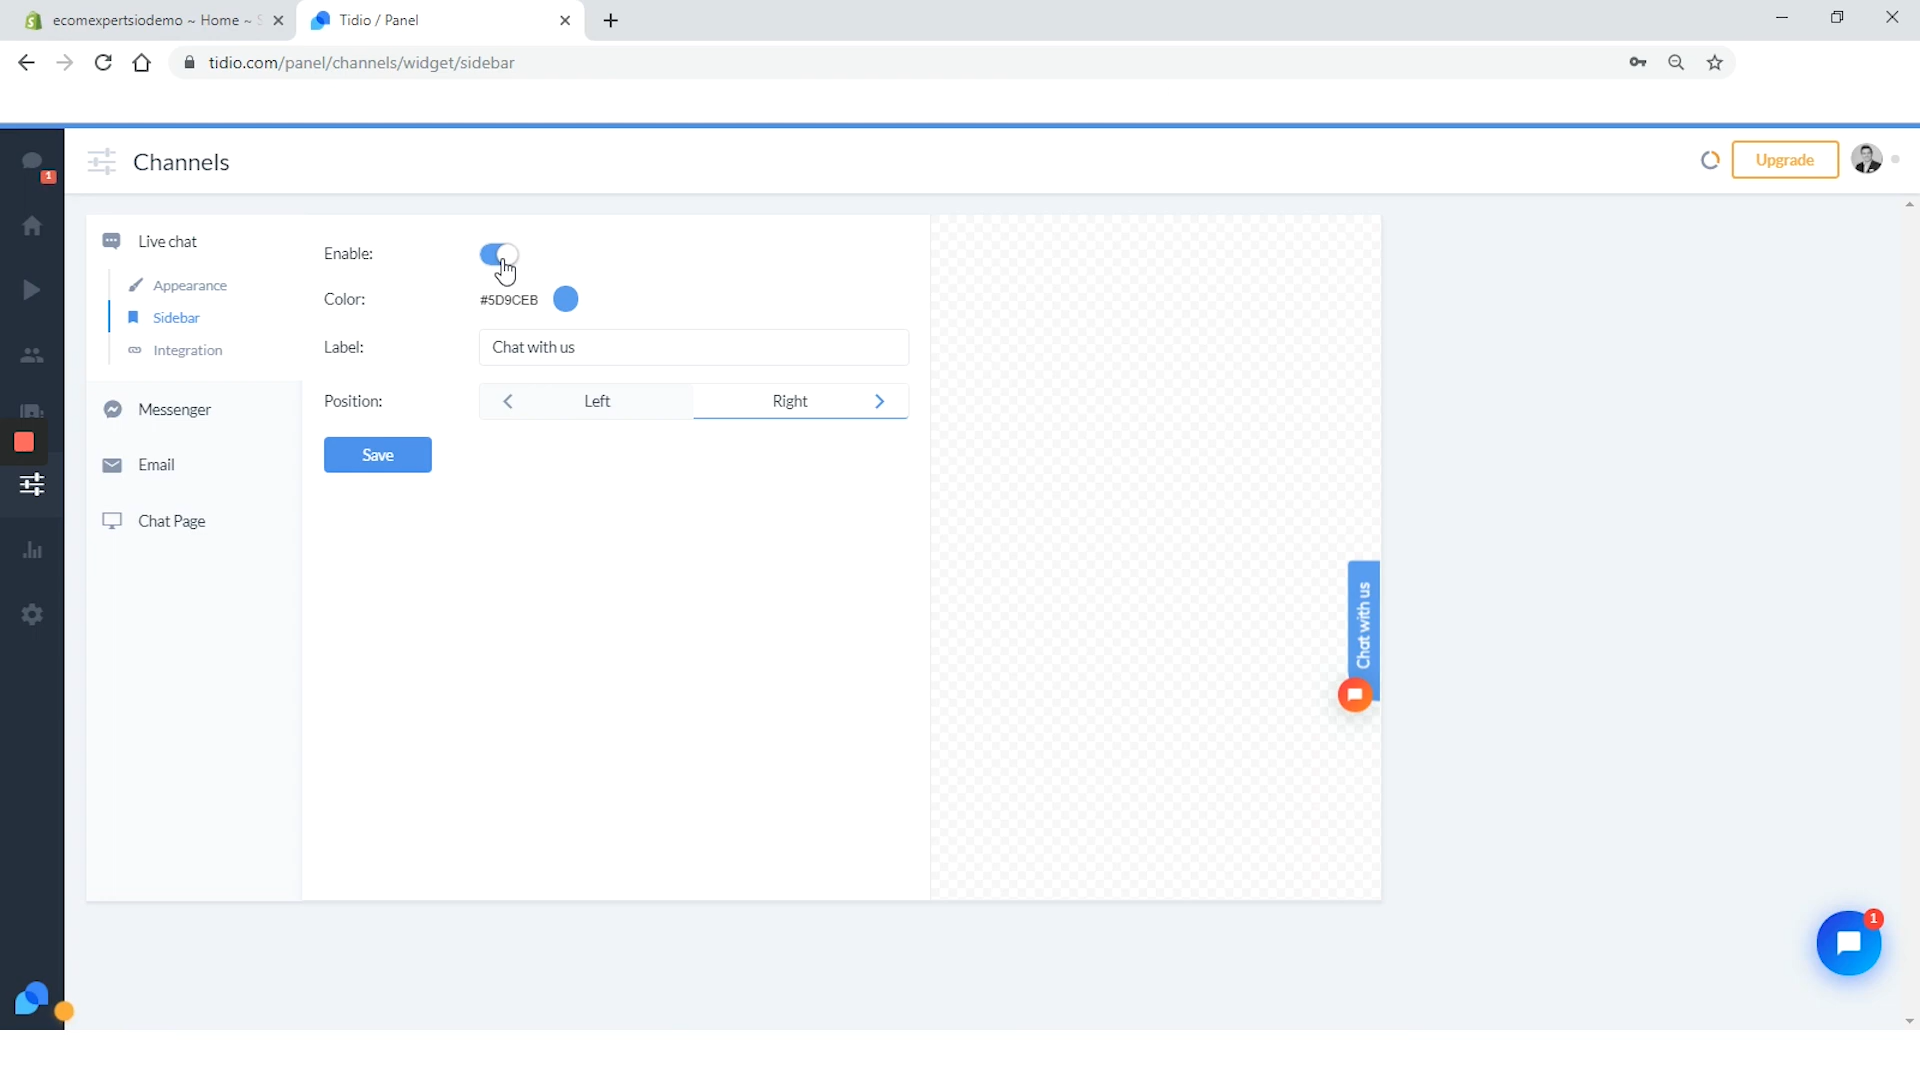 ecomexpertsiodemo ~ Home ~ S
Tidio / Panel
tidio.com/panel/channels/widget/sidebar
1
Channels
Upgrade
Live chat
Appearance
Sidebar
Integration
Messenger
Email
Chat Page
Enable:
Color:
#5D9CEB
Label:
Chat with us
Position:
Left
Right
Save
Chat with us
1